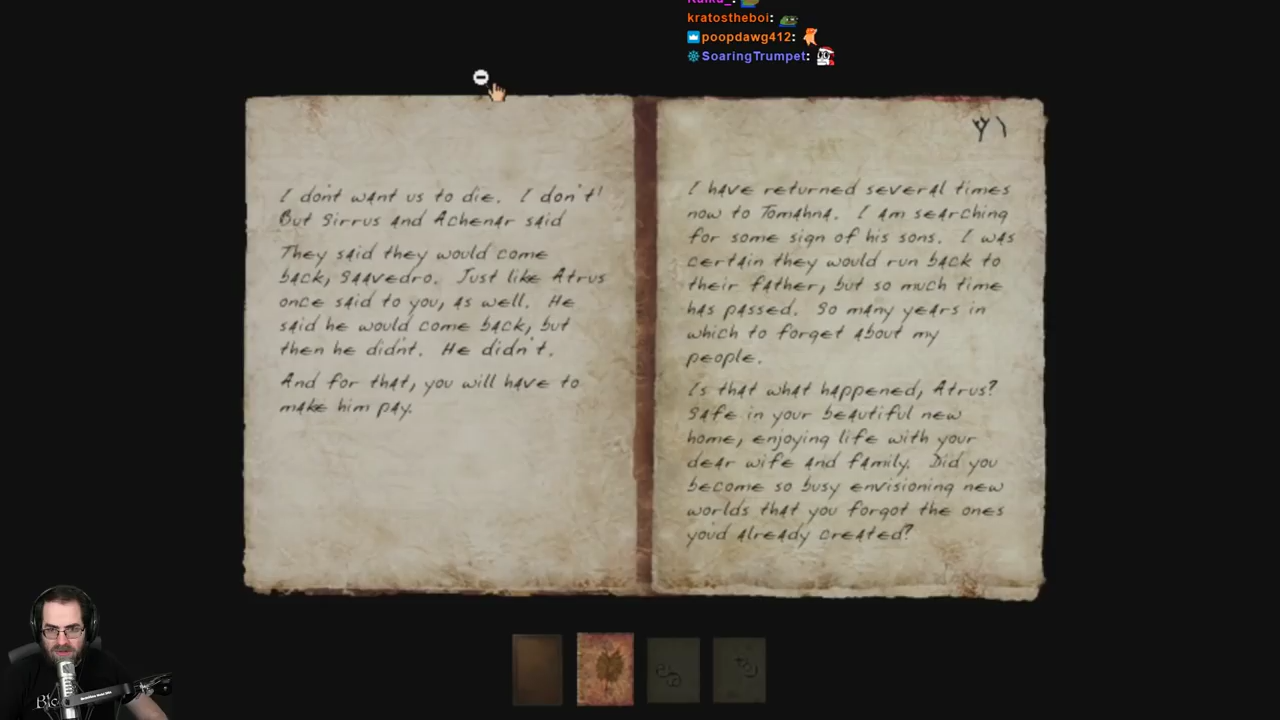 kratostheboi:
poopdawg412:
SoaringTrumpet:
I don't want us to die. I don't!
But Sirrus and Achenar said
They said they would come
back, Saavedro. Just like Atrus
once said to you, as well. He
said he would come back, but
then he didn't. He didn't.
And for that, you will have to
make him pay.
I have returned several times
now to Tomahna. I am searching
for some sign of his sons. I was
certain they would run back to
their father, but so much time
has passed. So many years in
which to forget about my
people.
Is that what happened, Atrus?
Safe in your beautiful new
home, enjoying life with your
dear wife and family. Did you
become so busy envisioning new
worlds that you forgot the ones
you'd already created?